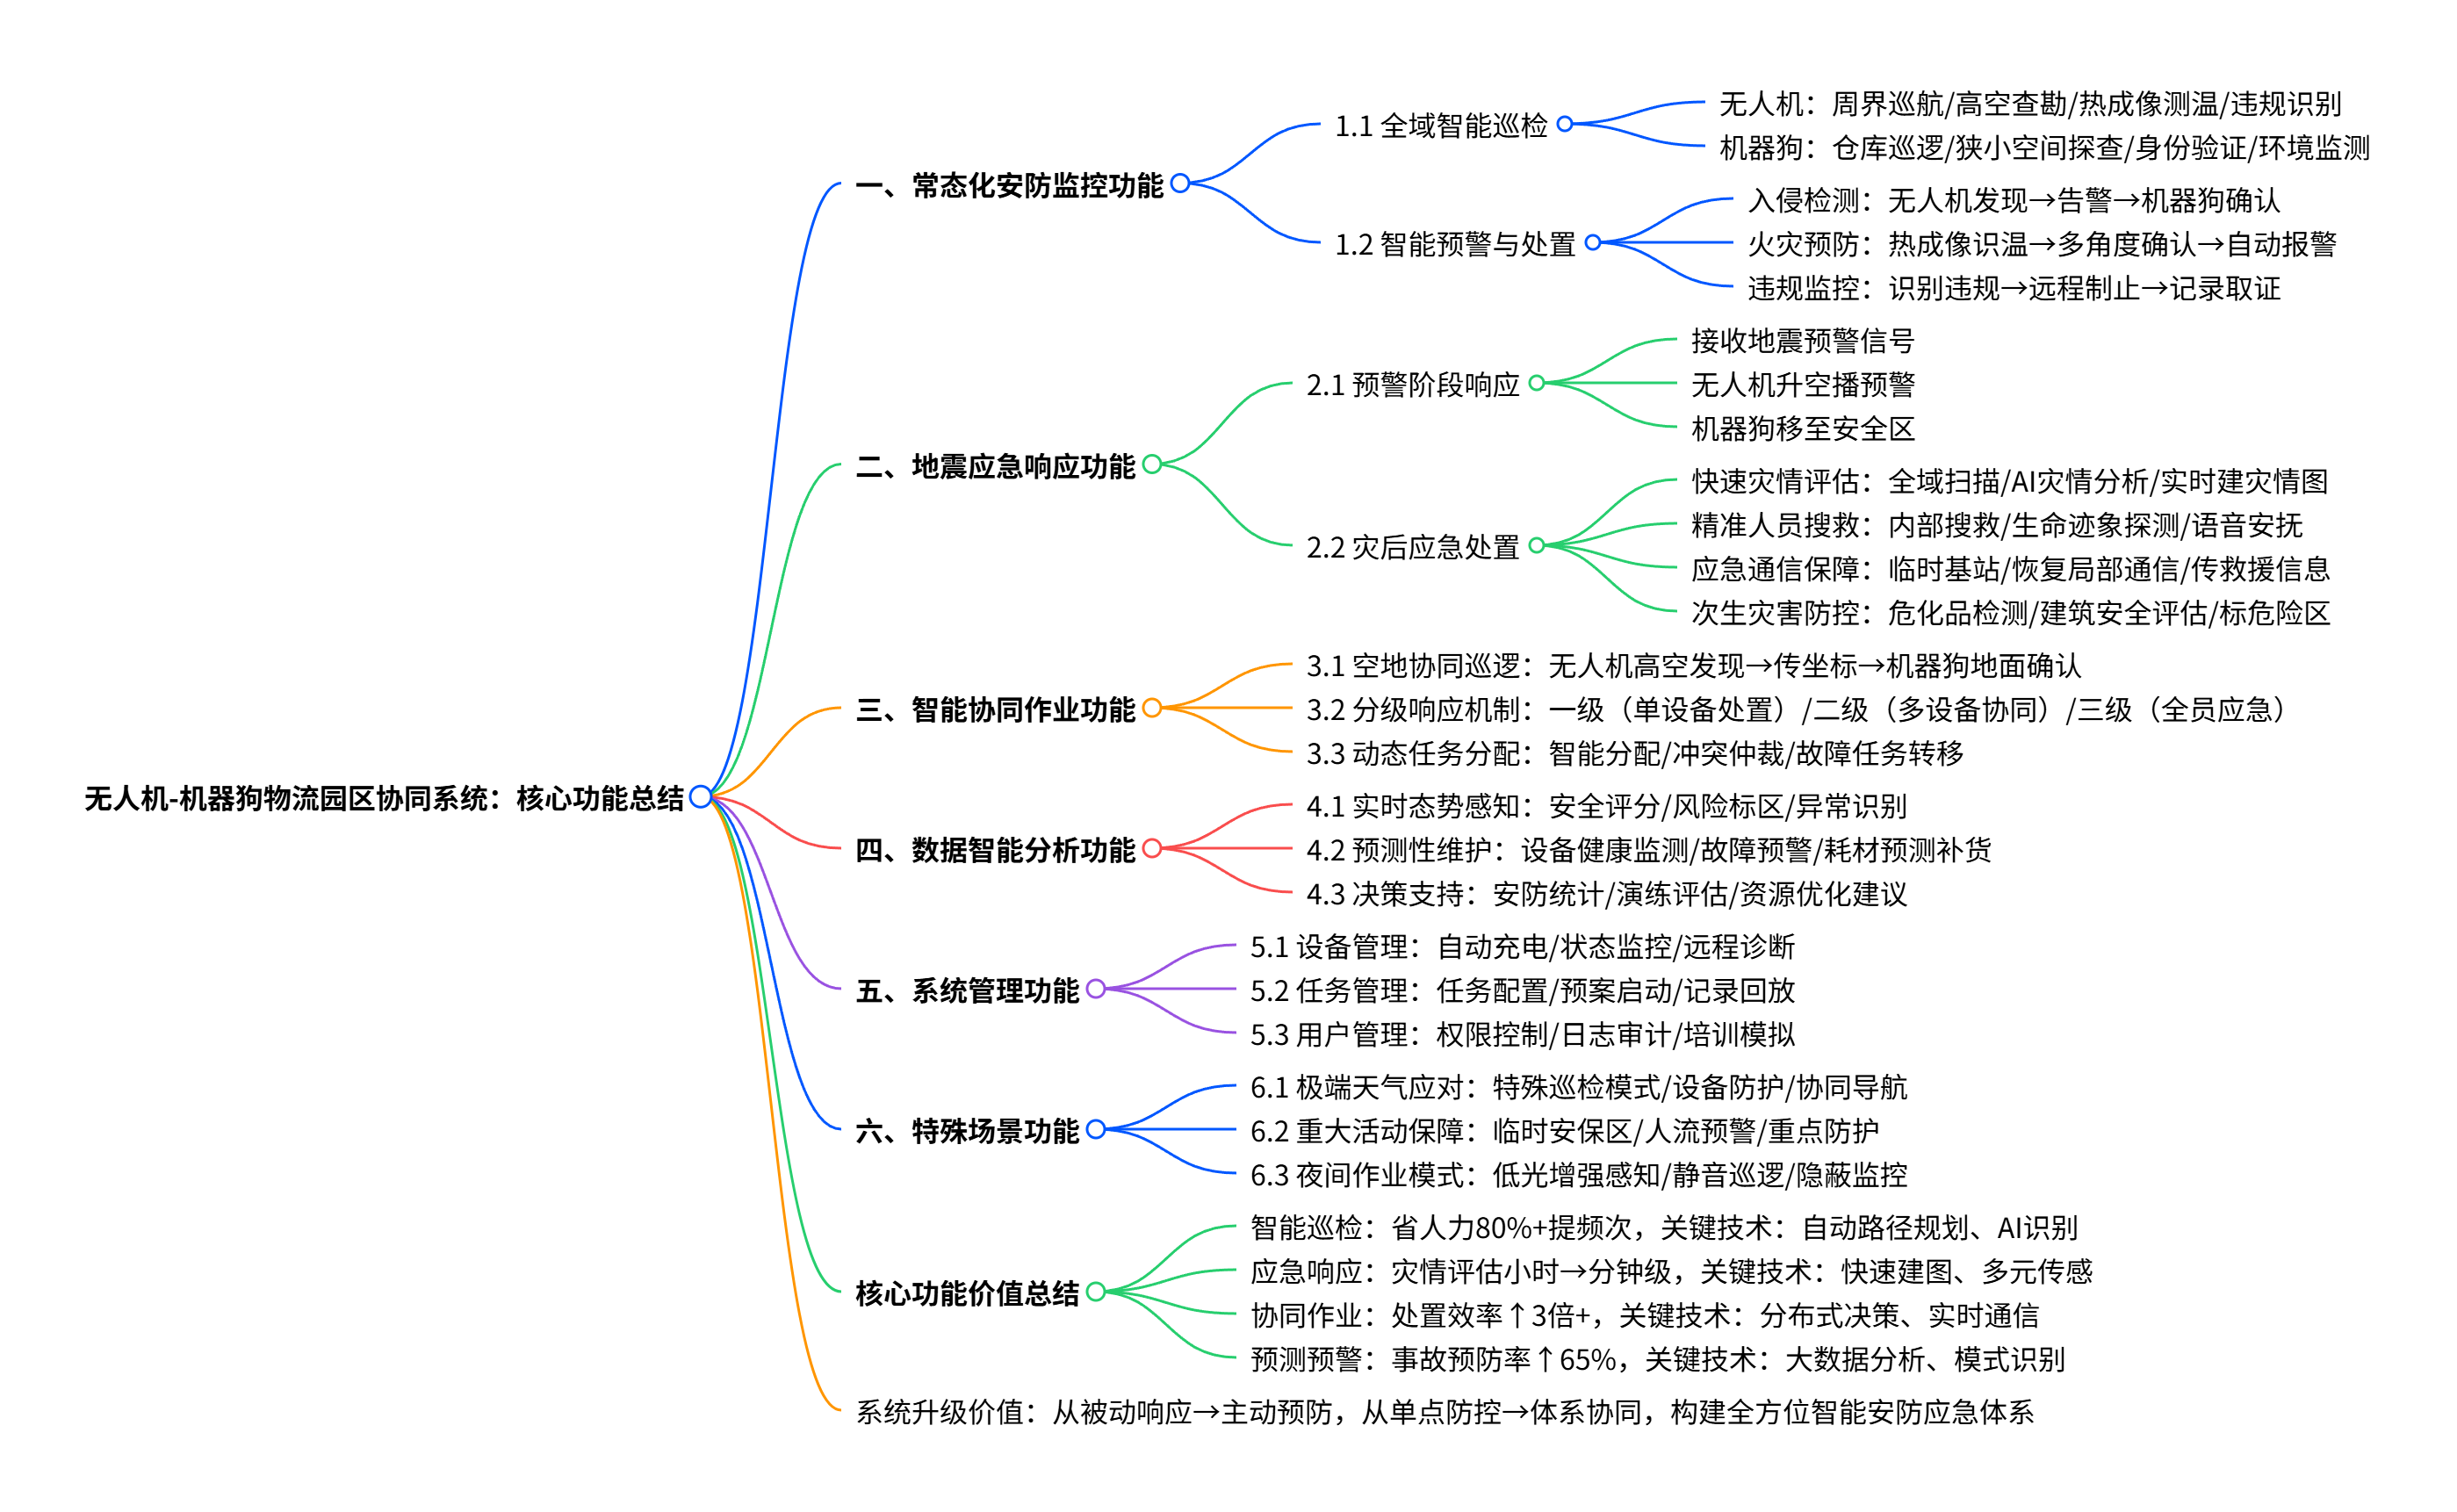 无人机-机器狗物流园区协同系统：核心功能总结
一、常态化安防监控功能
1.1 全域智能巡检
无人机：周界巡航/高空查勘/热成像测温/违规识别
机器狗：仓库巡逻/狭小空间探查/身份验证/环境监测
1.2 智能预警与处置
入侵检测：无人机发现→告警→机器狗确认
火灾预防：热成像识温→多角度确认→自动报警
违规监控：识别违规→远程制止→记录取证
二、地震应急响应功能
2.1 预警阶段响应
接收地震预警信号
无人机升空播预警
机器狗移至安全区
2.2 灾后应急处置
快速灾情评估：全域扫描/AI灾情分析/实时建灾情图
精准人员搜救：内部搜救/生命迹象探测/语音安抚
应急通信保障：临时基站/恢复局部通信/传救援信息
次生灾害防控：危化品检测/建筑安全评估/标危险区
三、智能协同作业功能
3.1 空地协同巡逻：无人机高空发现→传坐标→机器狗地面确认
3.2 分级响应机制：一级（单设备处置）/二级（多设备协同）/三级（全员应急）
3.3 动态任务分配：智能分配/冲突仲裁/故障任务转移
四、数据智能分析功能
4.1 实时态势感知：安全评分/风险标区/异常识别
4.2 预测性维护：设备健康监测/故障预警/耗材预测补货
4.3 决策支持：安防统计/演练评估/资源优化建议
五、系统管理功能
5.1 设备管理：自动充电/状态监控/远程诊断
5.2 任务管理：任务配置/预案启动/记录回放
5.3 用户管理：权限控制/日志审计/培训模拟
六、特殊场景功能
6.1 极端天气应对：特殊巡检模式/设备防护/协同导航
6.2 重大活动保障：临时安保区/人流预警/重点防护
6.3 夜间作业模式：低光增强感知/静音巡逻/隐蔽监控
核心功能价值总结
智能巡检：省人力80%+提频次，关键技术：自动路径规划、AI识别
应急响应：灾情评估小时→分钟级，关键技术：快速建图、多元传感
协同作业：处置效率↑3倍+，关键技术：分布式决策、实时通信
预测预警：事故预防率↑65%，关键技术：大数据分析、模式识别
系统升级价值：从被动响应→主动预防，从单点防控→体系协同，构建全方位智能安防应急体系